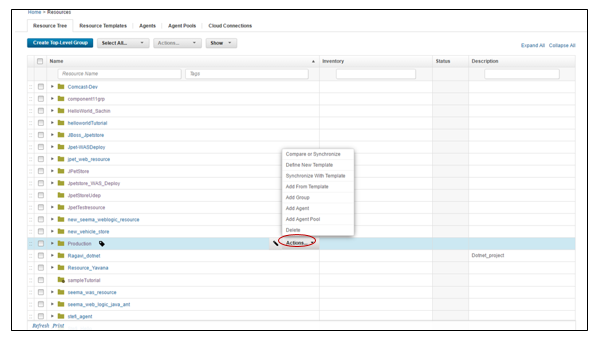 Home » Resources
Resource Tree Resource Templates Agents Agent Pools Cloud Connections
Create Top Level Group Select All... Actions... Show Expand All Collapse All
Name Inventory Status Description
Resource Name Tags
Comcast-Dev
component11grp
HelloWorld_Sachin
helloworldTutorial
JBoss_Jpetstore
Jpet-WASDeploy
jpet_web_resource
JPetStore
Jpetstore_WAS_Deploy
JpetStoreUdep
JpetTestresource
new_seema_weblogic_resource
new_vehicle_store
Production Actions...
Compare or Synchronize
Define New Template
Synchronize With Template
Add From Template
Add Group
Add Agent
Add Agent Pool
Delete
Ragavi_dotnet Dotnet_project
Resource_Yavana
sampleTutorial
seema_was_resource
seema_web_logic_java_ant
stell_agent
Refresh Print